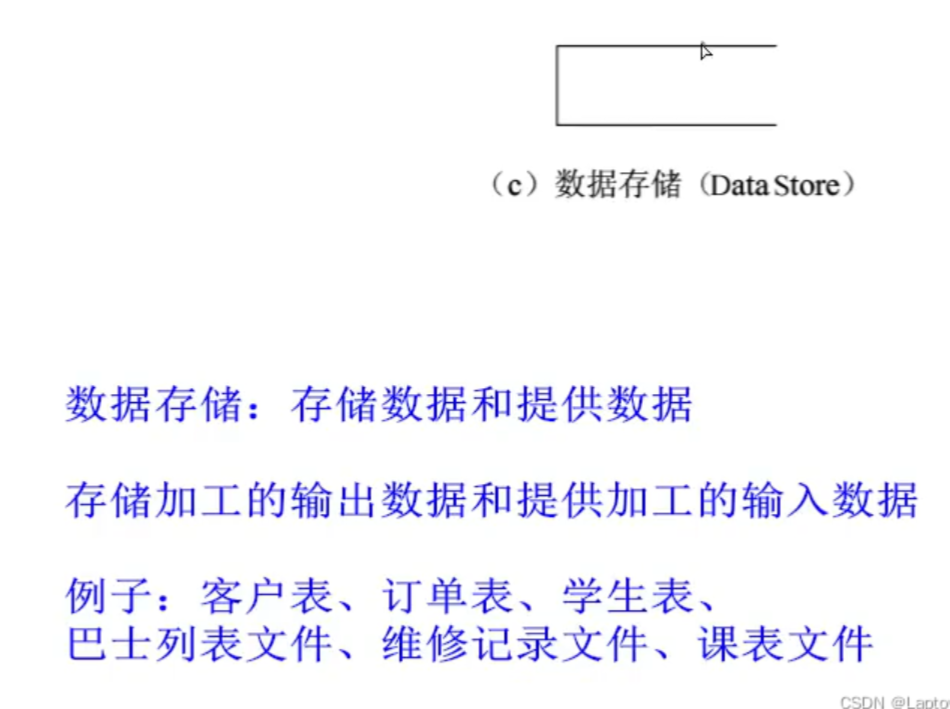 （c）数据存储（Data Store）
数据存储：存储数据和提供数据
存储加工的输出数据和提供加工的输入数据
例子：客户表、订单表、学生表、
巴士列表文件、维修记录文件、课表文件
CSDN @Lapto